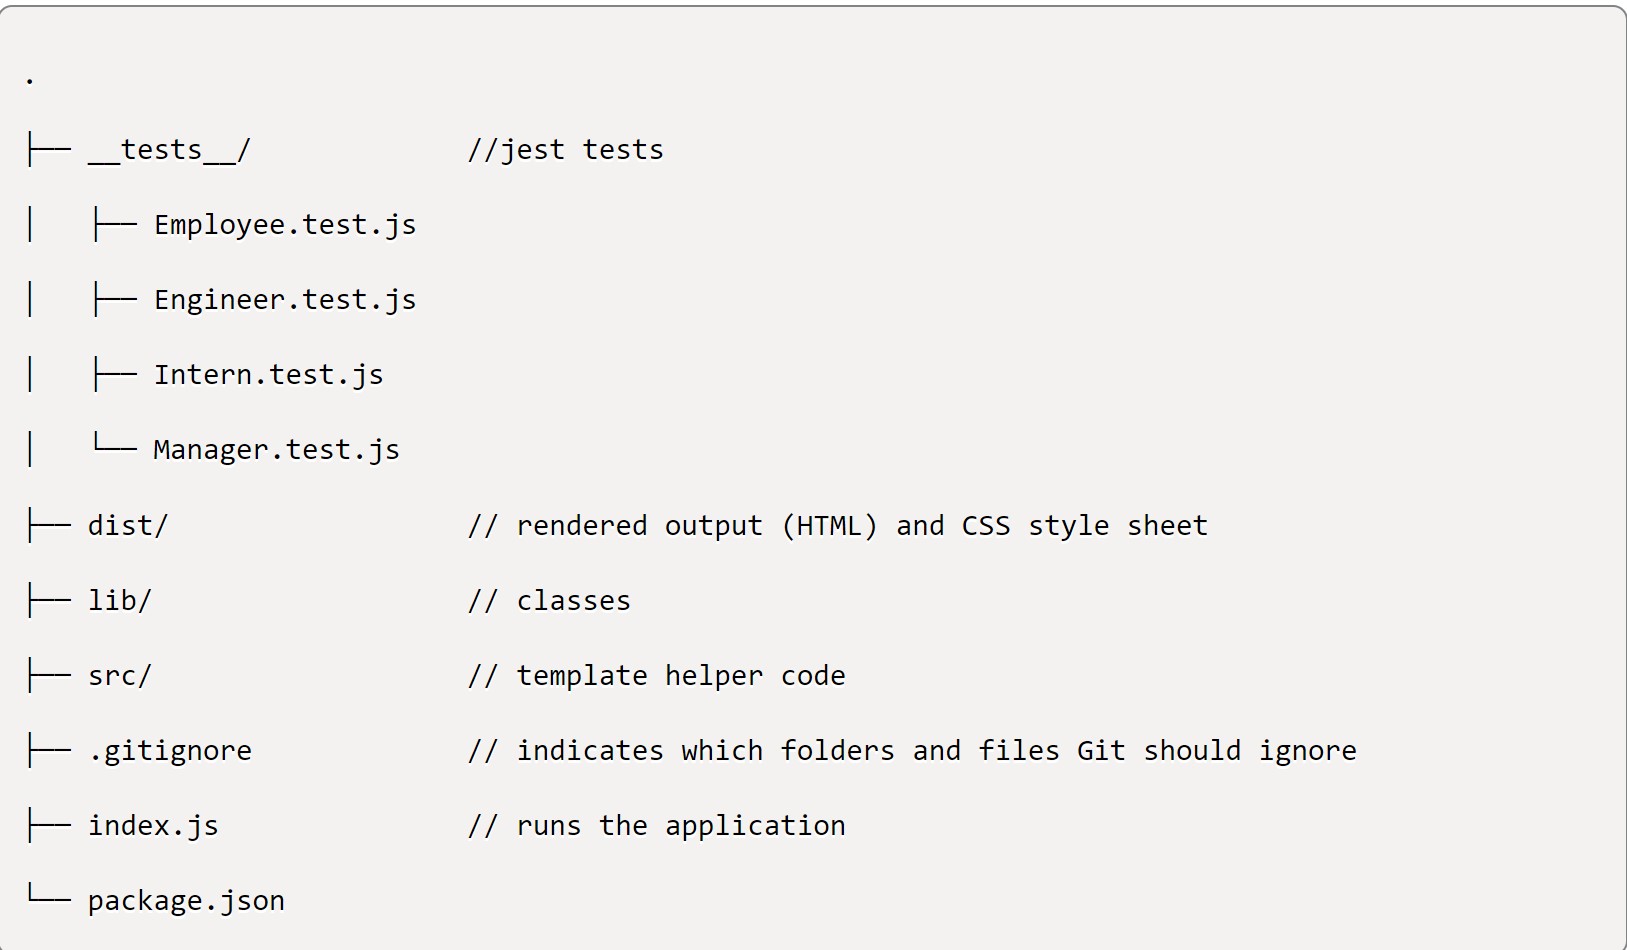 .
├── __tests__/             //jest tests
│   ├── Employee.test.js
│   ├── Engineer.test.js
│   ├── Intern.test.js
│   └── Manager.test.js
├── dist/                  // rendered output (HTML) and CSS style sheet
├── lib/                   // classes
├── src/                   // template helper code
├── .gitignore             // indicates which folders and files Git should ignore
├── index.js               // runs the application
└── package.json